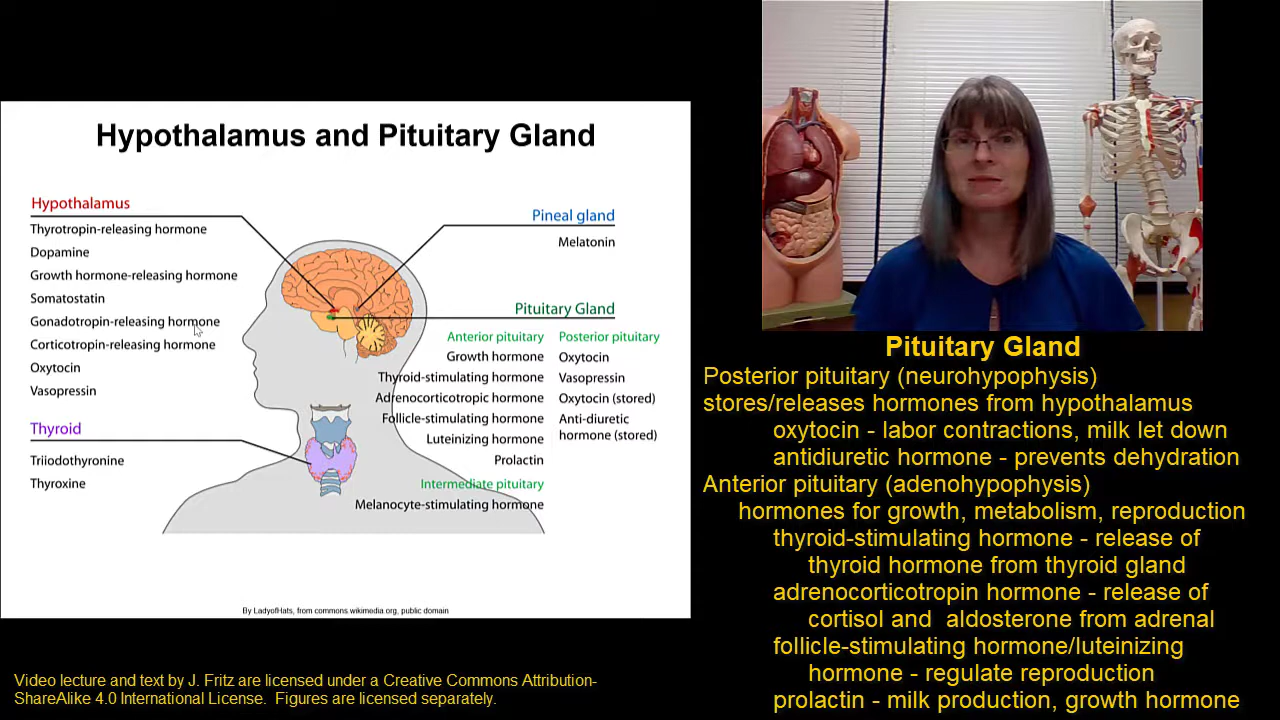 Hypothalamus and Pituitary Gland
Hypothalamus
Thyrotropin-releasing hormone
Dopamine
Growth hormone-releasing hormone
Somatostatin
Gonadotropin-releasing hormone
Corticotropin-releasing hormone
Oxytocin
Vasopressin
Thyroid
Triiodothyronine
Thyroxine
Pineal gland
Melatonin
Pituitary Gland
Anterior pituitary
Growth hormone
Thyroid-stimulating hormone
Adrenocorticotropic hormone
Follicle-stimulating hormone
Luteinizing hormone
Prolactin
Intermediate pituitary
Melanocyte-stimulating hormone
Posterior pituitary
Oxytocin
Vasopressin
Oxytocin (stored)
Anti-diuretic
hormone (stored)
By LadyofHats, from commons wikimedia org, public domain
Pituitary Gland
Posterior pituitary (neurohypophysis)
stores/releases hormones from hypothalamus
oxytocin - labor contractions, milk let down
antidiuretic hormone - prevents dehydration
Anterior pituitary (adenohypophysis)
hormones for growth, metabolism, reproduction
thyroid-stimulating hormone - release of
thyroid hormone from thyroid gland
adrenocorticotropin hormone - release of
cortisol and aldosterone from adrenal
follicle-stimulating hormone/luteinizing
hormone - regulate reproduction
prolactin - milk production, growth hormone
Video lecture and text by J. Fritz are licensed under a Creative Commons Attribution-
ShareAlike 4.0 International License. Figures are licensed separately.